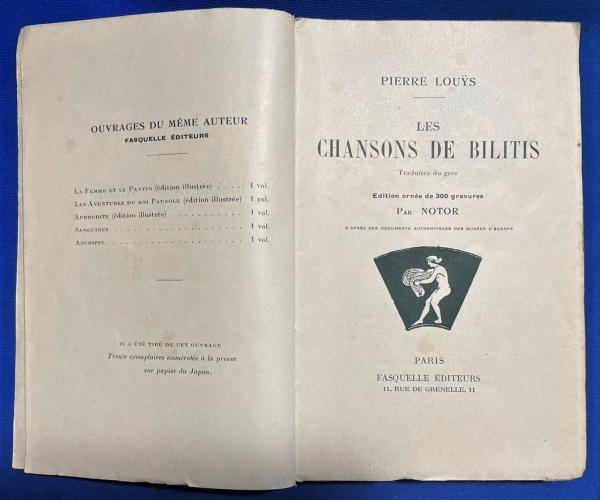 OUVRAGES DU MÊME AUTEUR
FASQUELLE ÉDITEURS
LA FEMME ET LE PANTIN (édition illustrée) . . . . 1 vol.
LES AVENTURES DU ROI PAUSOLE (édition illustrée) 1 vol.
APHRODITE (édition illustrée) . . . . . . . . . . 1 vol.
SANGUINES . . . . . . . . . . . . . . . . . . 1 vol.
ARCHIPEL . . . . . . . . . . . . . . . . . . 1 vol.
IL A ÉTÉ TIRÉ DE CET OUVRAGE
Trente exemplaires numérotés à la presse
sur papier du Japon.
PIERRE LOUŸS
LES
CHANSONS DE BILITIS
Traduites du grec
Edition ornée de 300 gravures
PAR NOTOR
D'APRÈS DES DOCUMENTS AUTHENTIQUES DES MUSÉES D'EUROPE
PARIS
FASQUELLE ÉDITEURS
11, RUE DE GRENELLE, 11